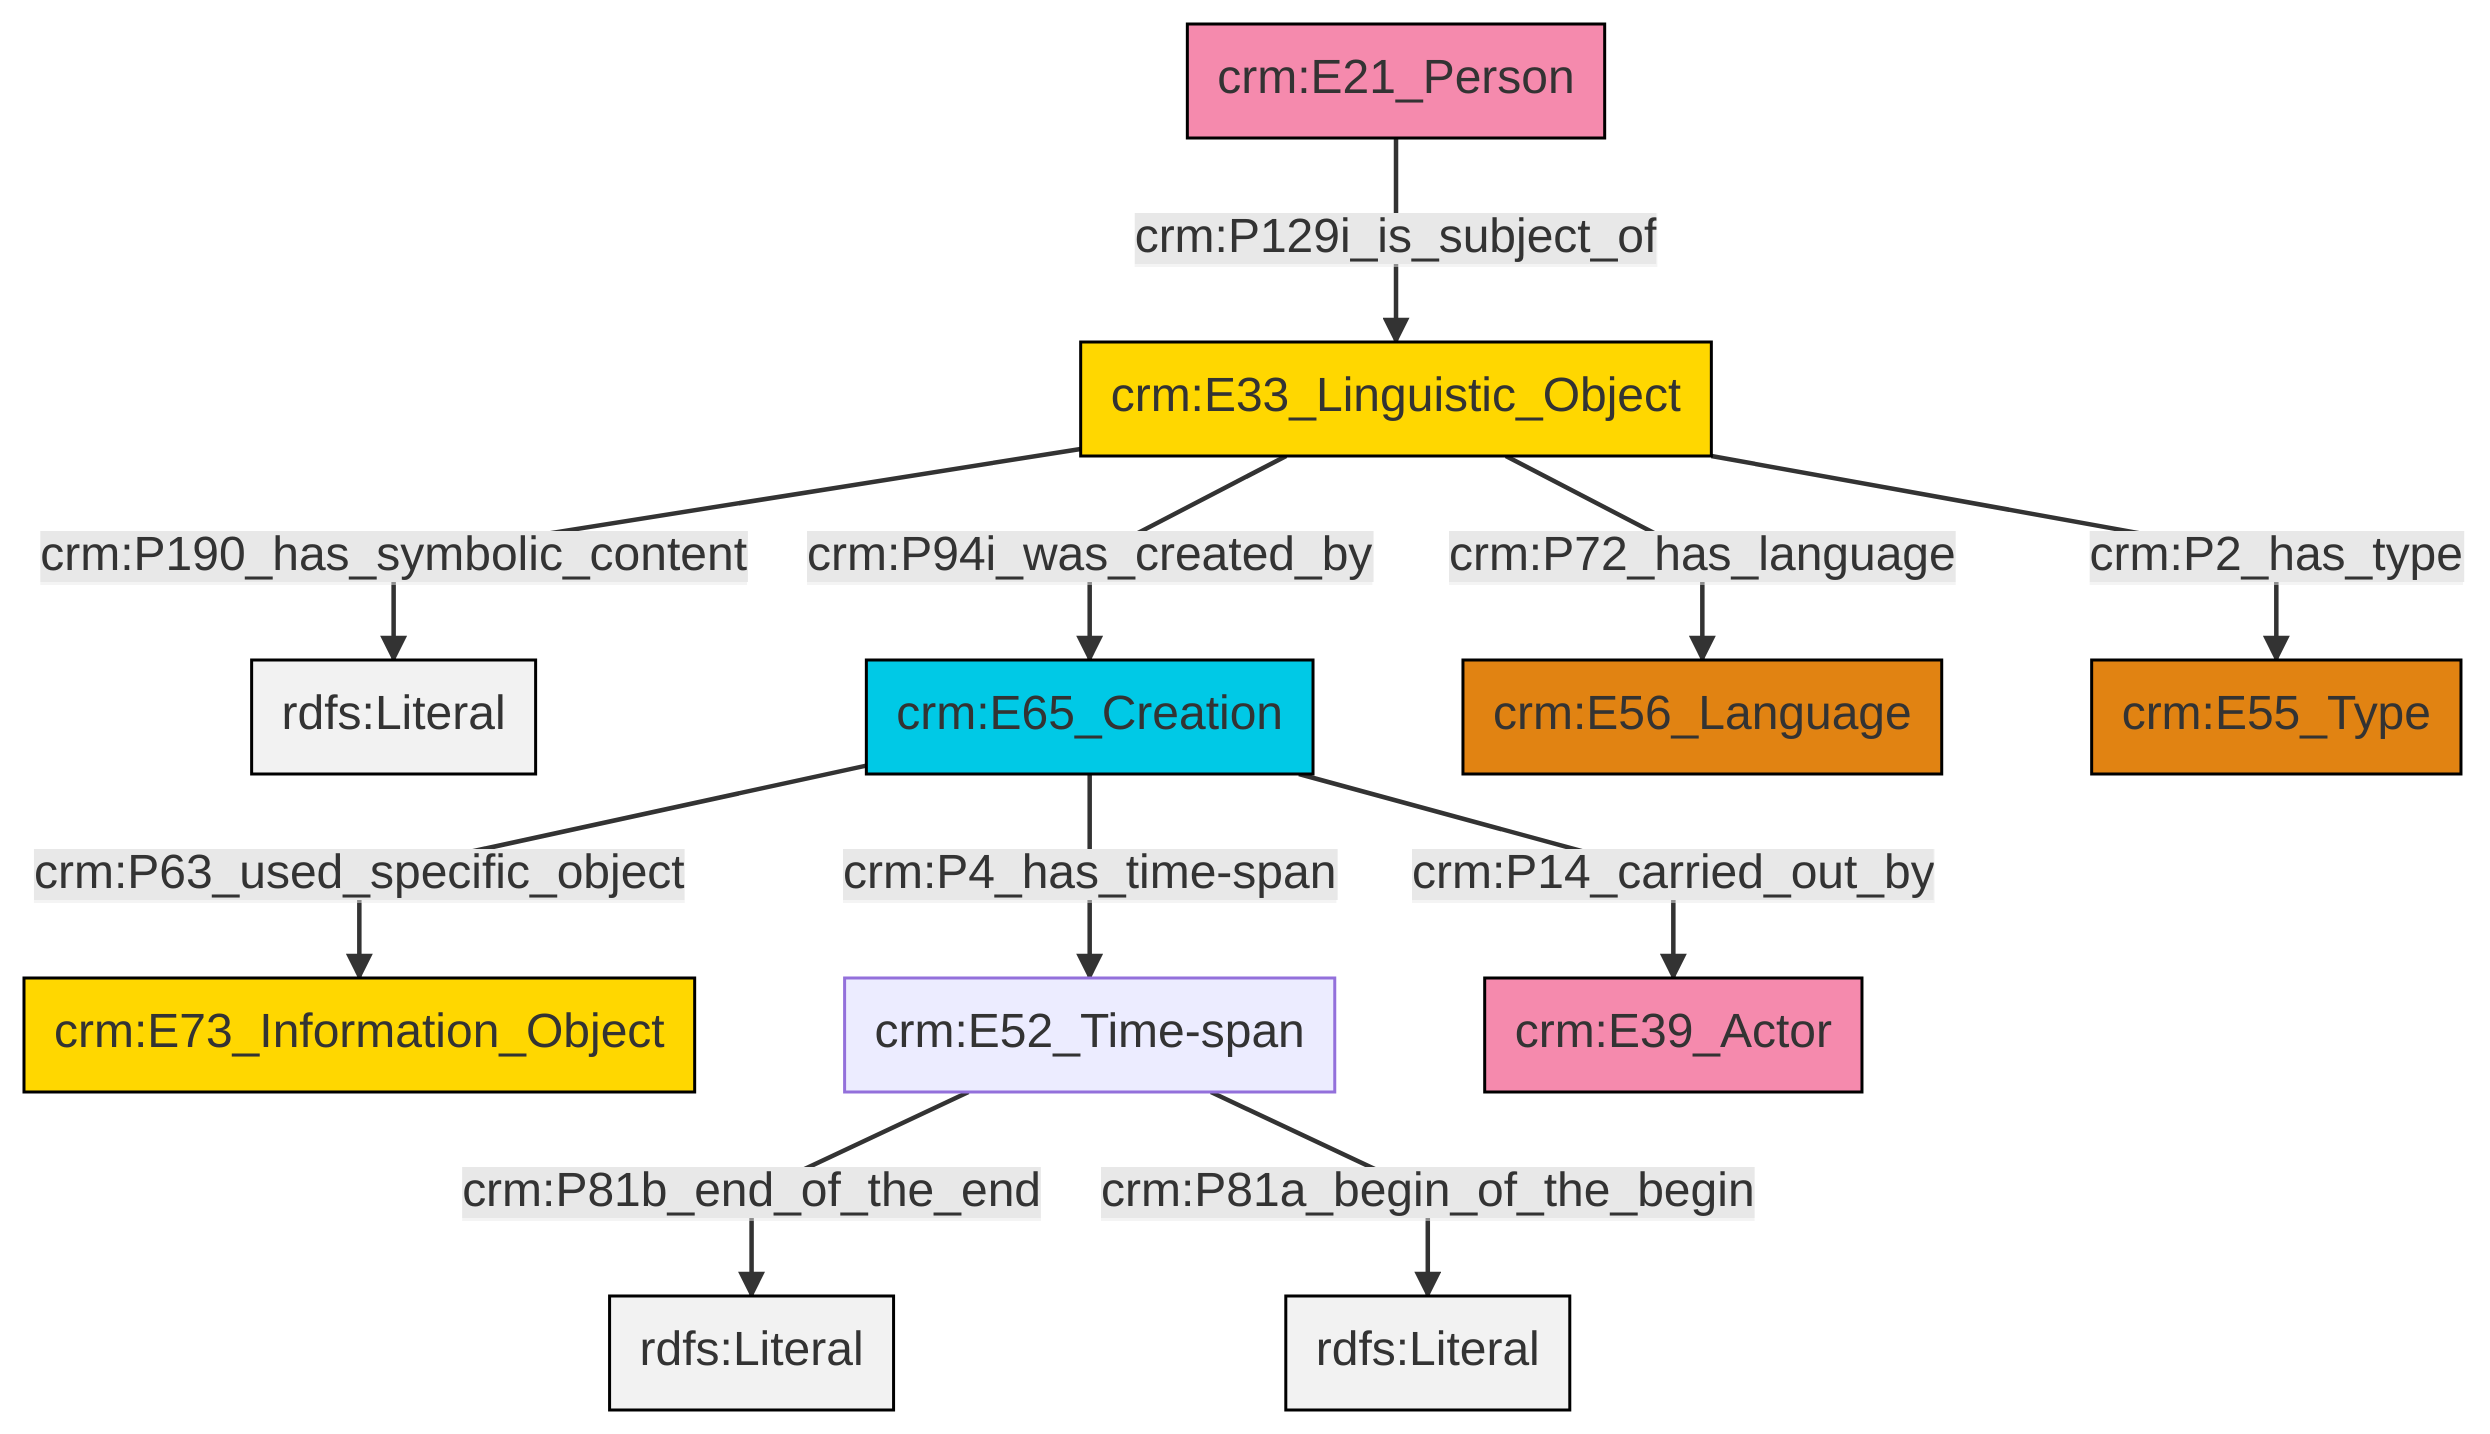 crm:E21_Person
crm:P129i_is_subject_of
crm:E33_Linguistic_Object
crm:P190_has_symbolic_content
crm:P94i_was_created_by
crm:P72_has_language
crm:P2_has_type
rdfs:Literal
crm:E65_Creation
crm:E56_Language
crm:E55_Type
crm:P63_used_specific_object
crm:P4_has_time-span
crm:P14_carried_out_by
crm:E73_Information_Object
crm:E52_Time-span
crm:E39_Actor
crm:P81b_end_of_the_end
crm:P81a_begin_of_the_begin
rdfs:Literal
rdfs:Literal